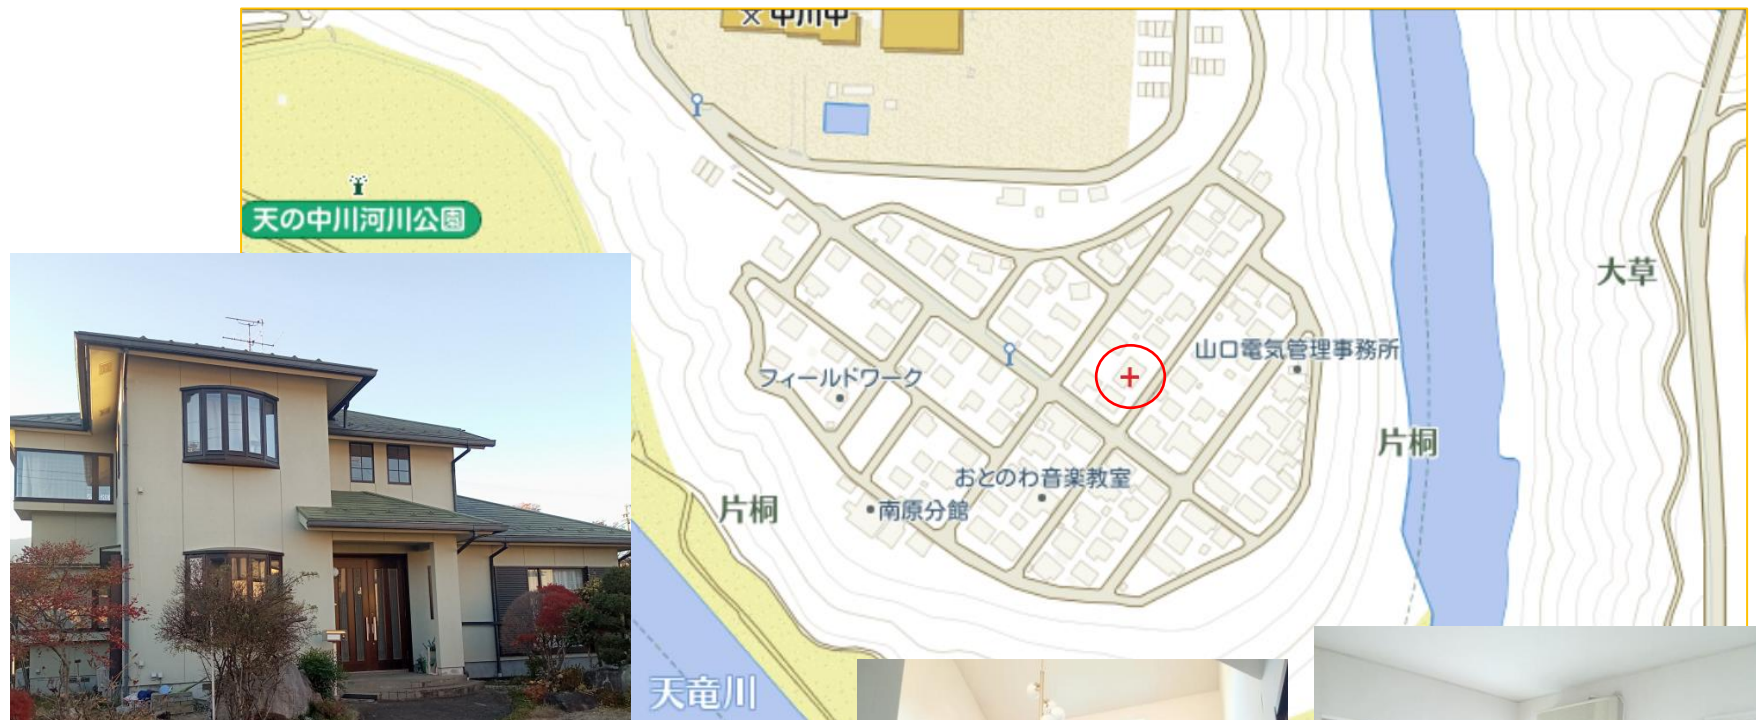 中川中
天の中川河川公園
大草
山口電気管理事務所
フィールドワーク
片桐
おとのわ音楽教室
片桐
南原分館
天竜川